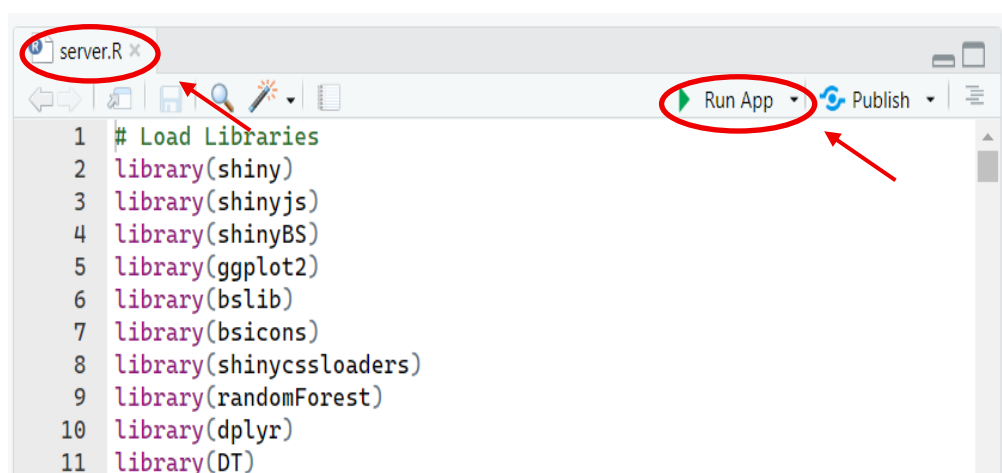 server.R
Run App Publish
1 # Load Libraries
2 library(shiny)
3 library(shinyjs)
4 library(shinyBS)
5 library(ggplot2)
6 library(bslib)
7 library(bsicons)
8 library(shinycssloaders)
9 library(randomForest)
10 library(dplyr)
11 library(DT)